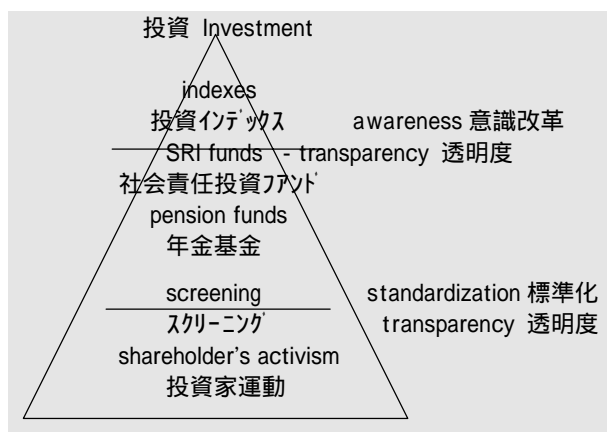 投資 Investment
indexes
投資ｲﾝﾃﾞｯｸｽ awareness 意識改革
SRI funds - transparency 透明度
社会責任投資ﾌｱﾝﾄﾞ
pension funds
年金基金
screening standardization 標準化
ｽｸﾘｰﾆﾝｸﾞ transparency 透明度
shareholder's activism
投資家運動